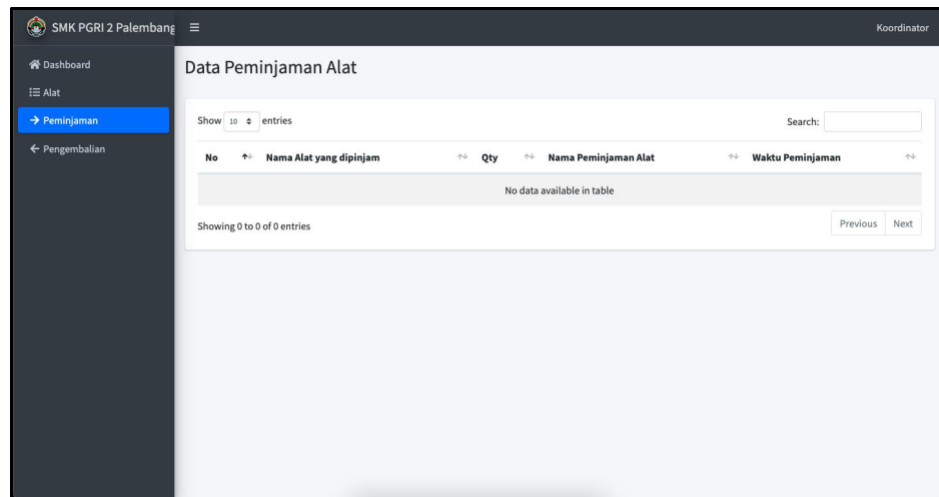 SMK PGRI 2 Palembang
Koordinator
Dashboard
Alat
Peminjaman
Pengembalian
Data Peminjaman Alat
Show 10 entries Search:
No Nama Alat yang dipinjam Qty Nama Peminjaman Alat Waktu Peminjaman
No data available in table
Showing 0 to 0 of 0 entries Previous Next